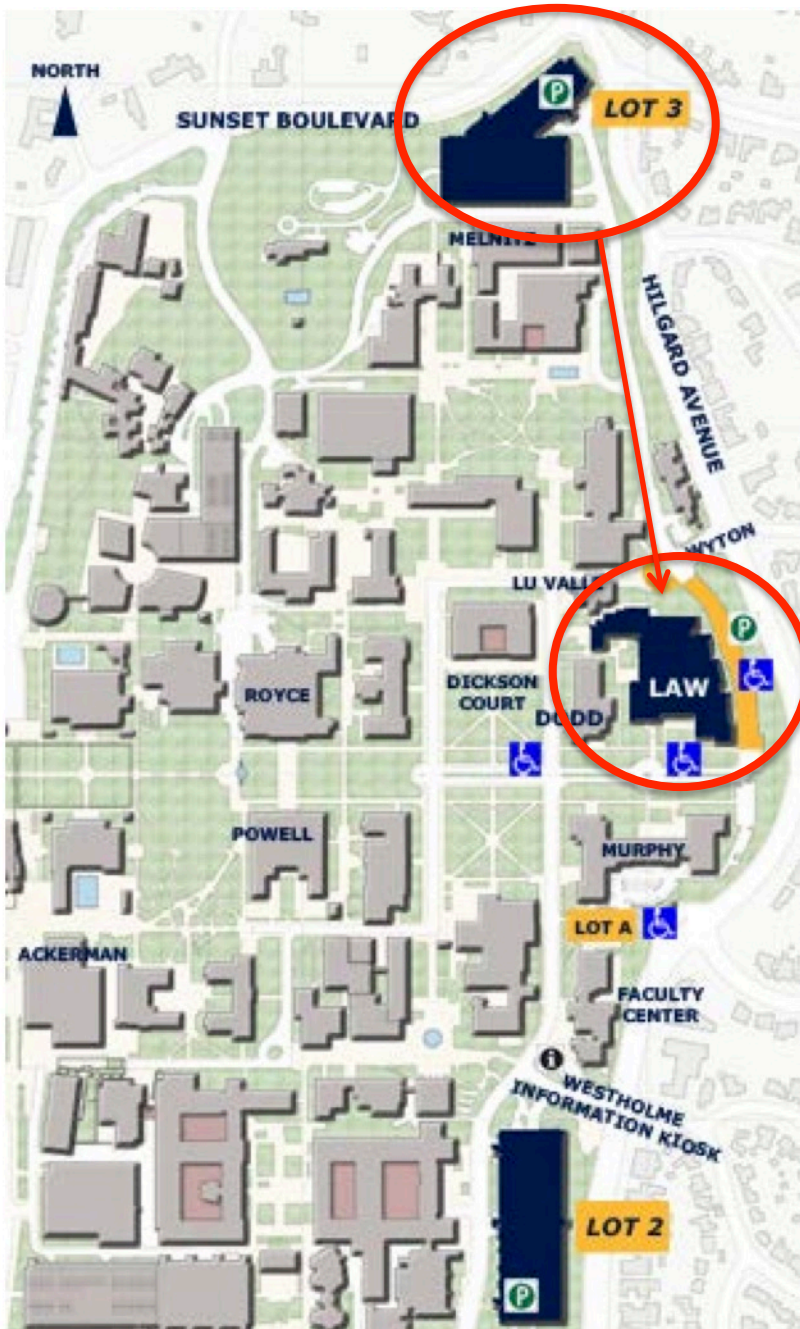 NORTH
SUNSET BOULEVARD
P
LOT 3
MELNITZ
HILGARD AVENUE
WYTON
LU VALLE
P
LAW
ROYCE
DICKSON
COURT
DODD
POWELL
MURPHY
LOT A
ACKERMAN
FACULTY
CENTER
i
WESTHOLME
INFORMATION KIOSK
LOT 2
P